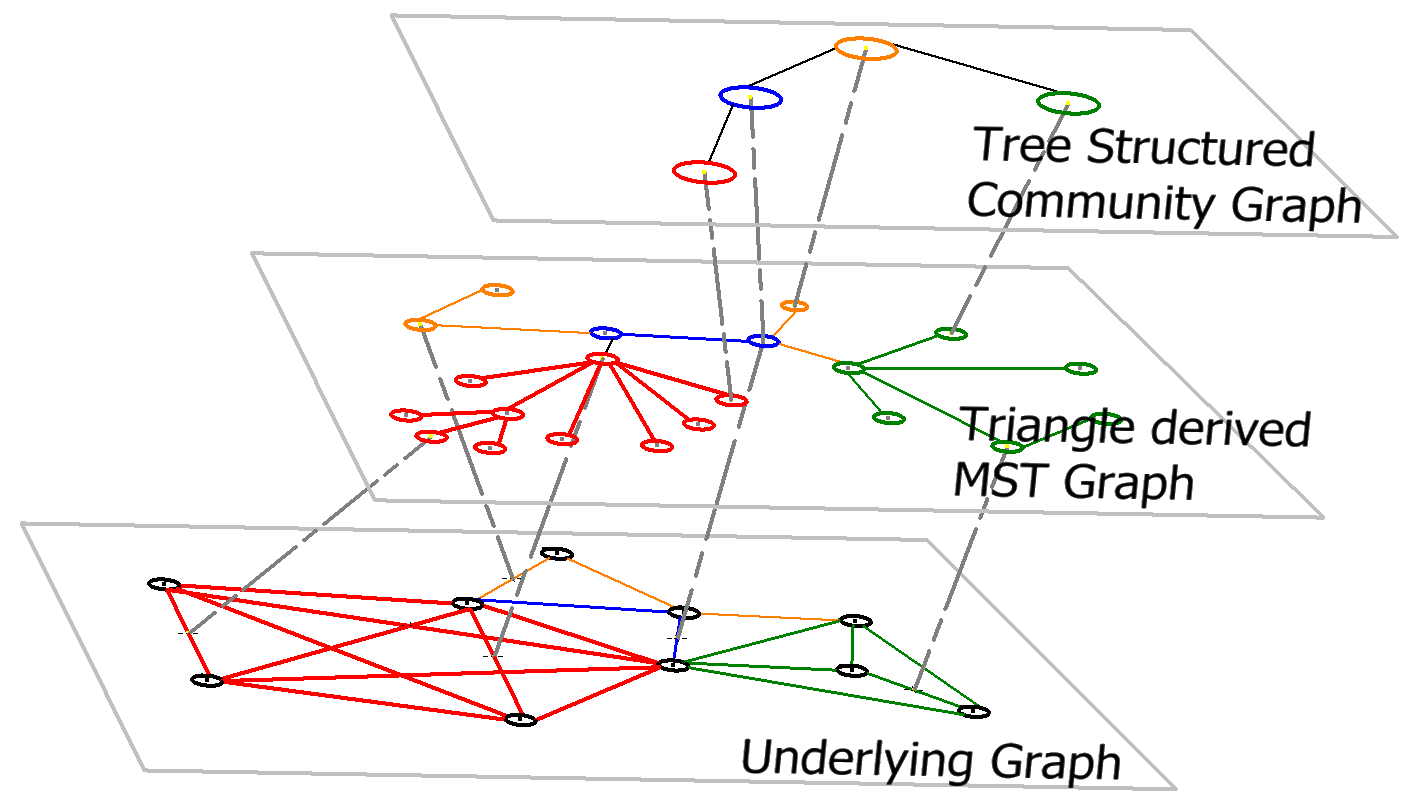 Tree Structured
Community Graph
Triangle derived
MST Graph
Underlying Graph